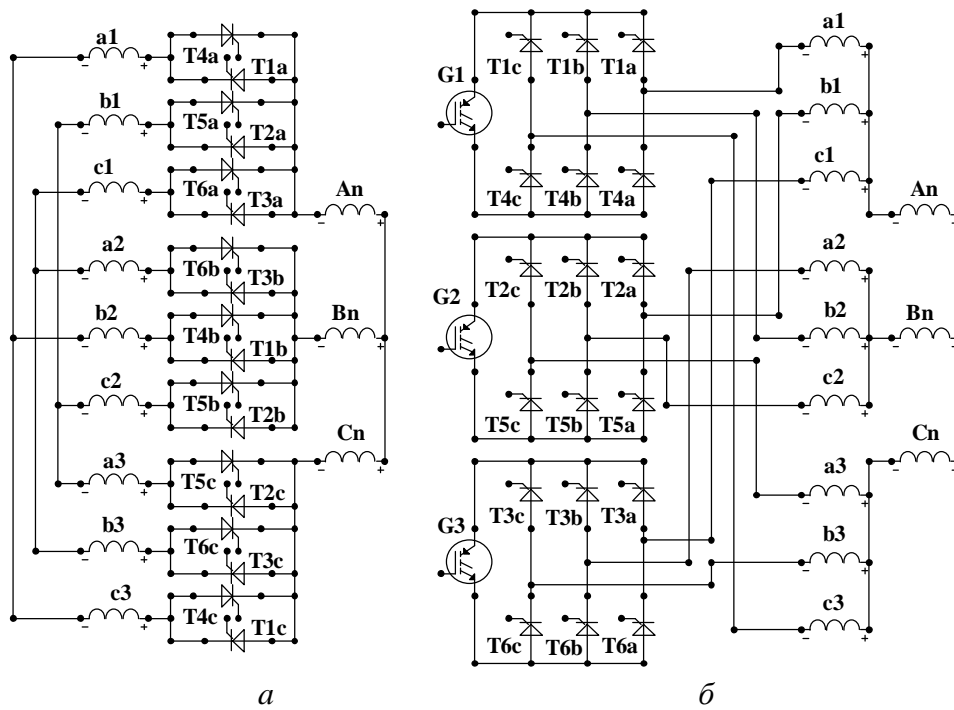 a1
T4a
T1a
b1
T5a
T2a
c1
T6a
T3a
An
a2
T6b
T3b
b2
T4b
T1b
Bn
c2
T5b
T2b
a3
T5c
T2c
Cn
b3
T6c
T3c
c3
T4c
T1c
а
G1
T1c
T1b
T1a
T4c
T4b
T4a
G2
T2c
T2b
T2a
T5c
T5b
T5a
G3
T3c
T3b
T3a
T6c
T6b
T6a
a1
b1
c1
An
a2
b2
Bn
c2
a3
Cn
b3
c3
б